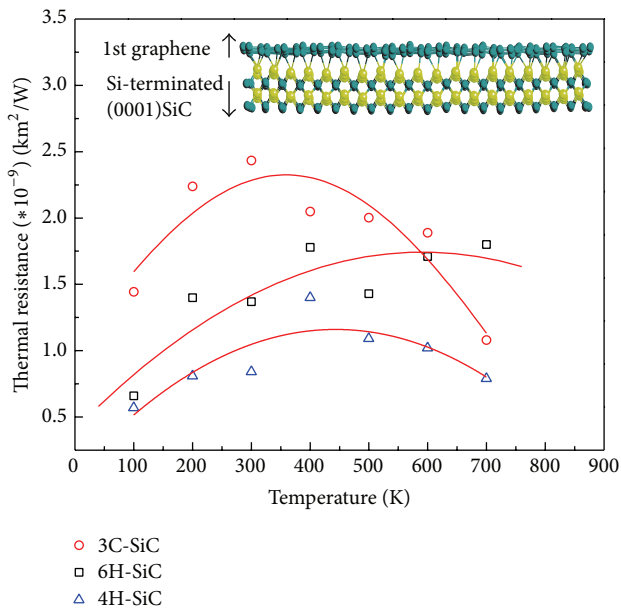 3.5
3.0
2.5
2.0
1.5
1.0
0.5
Thermal resistance (∗10−9) (km2/W)
1st graphene
Si-terminated
(0001)SiC
0 100 200 300 400 500 600 700 800 900
Temperature (K)
3C-SiC
6H-SiC
4H-SiC